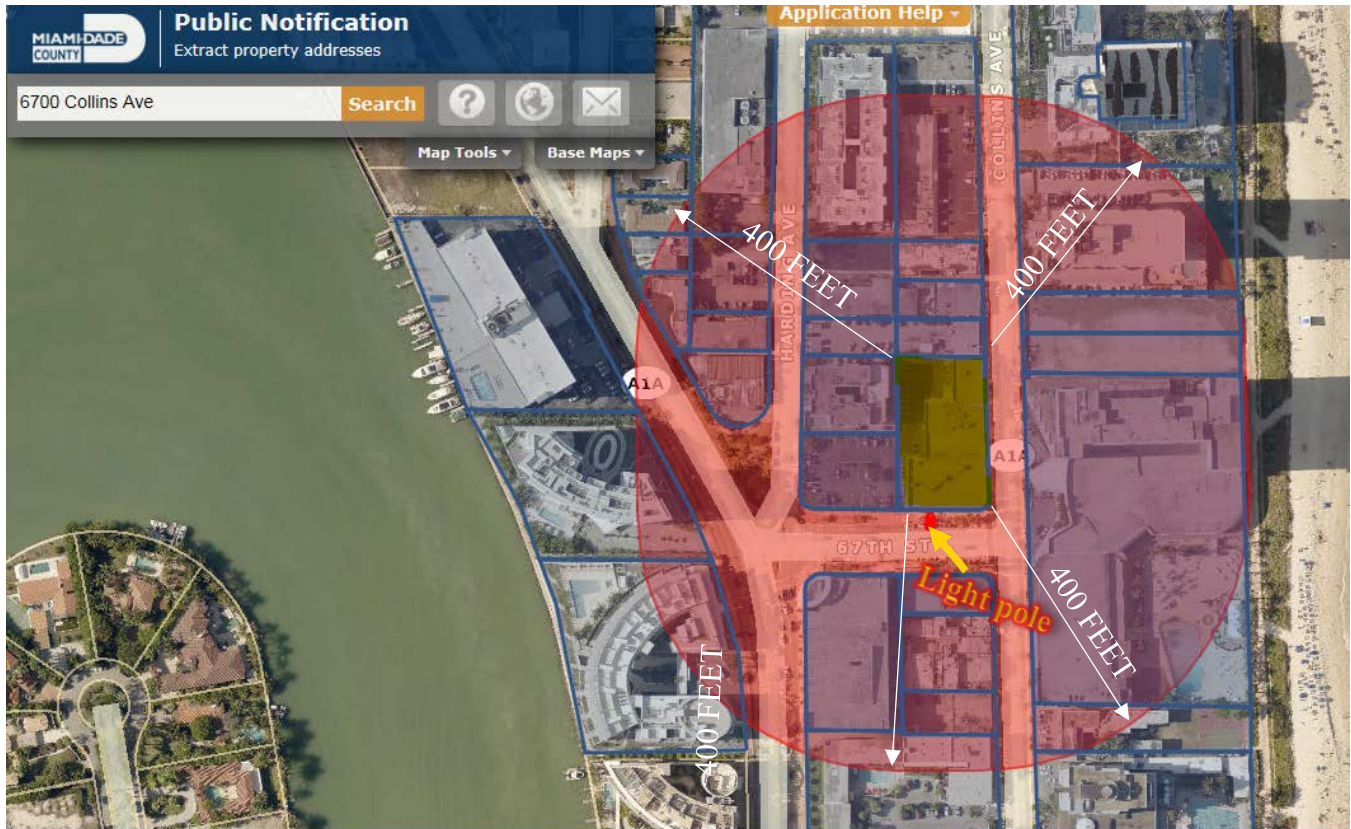 MIAMI-DADE
COUNTY
Public Notification
Extract property addresses
6700 Collins Ave
Search
?
Map Tools
Base Maps
Application Help
COLLINS AVE
400 FEET
400 FEET
HARDING AVE
A1A
A1A
67TH ST
Light pole
400 FEET
400 FEET